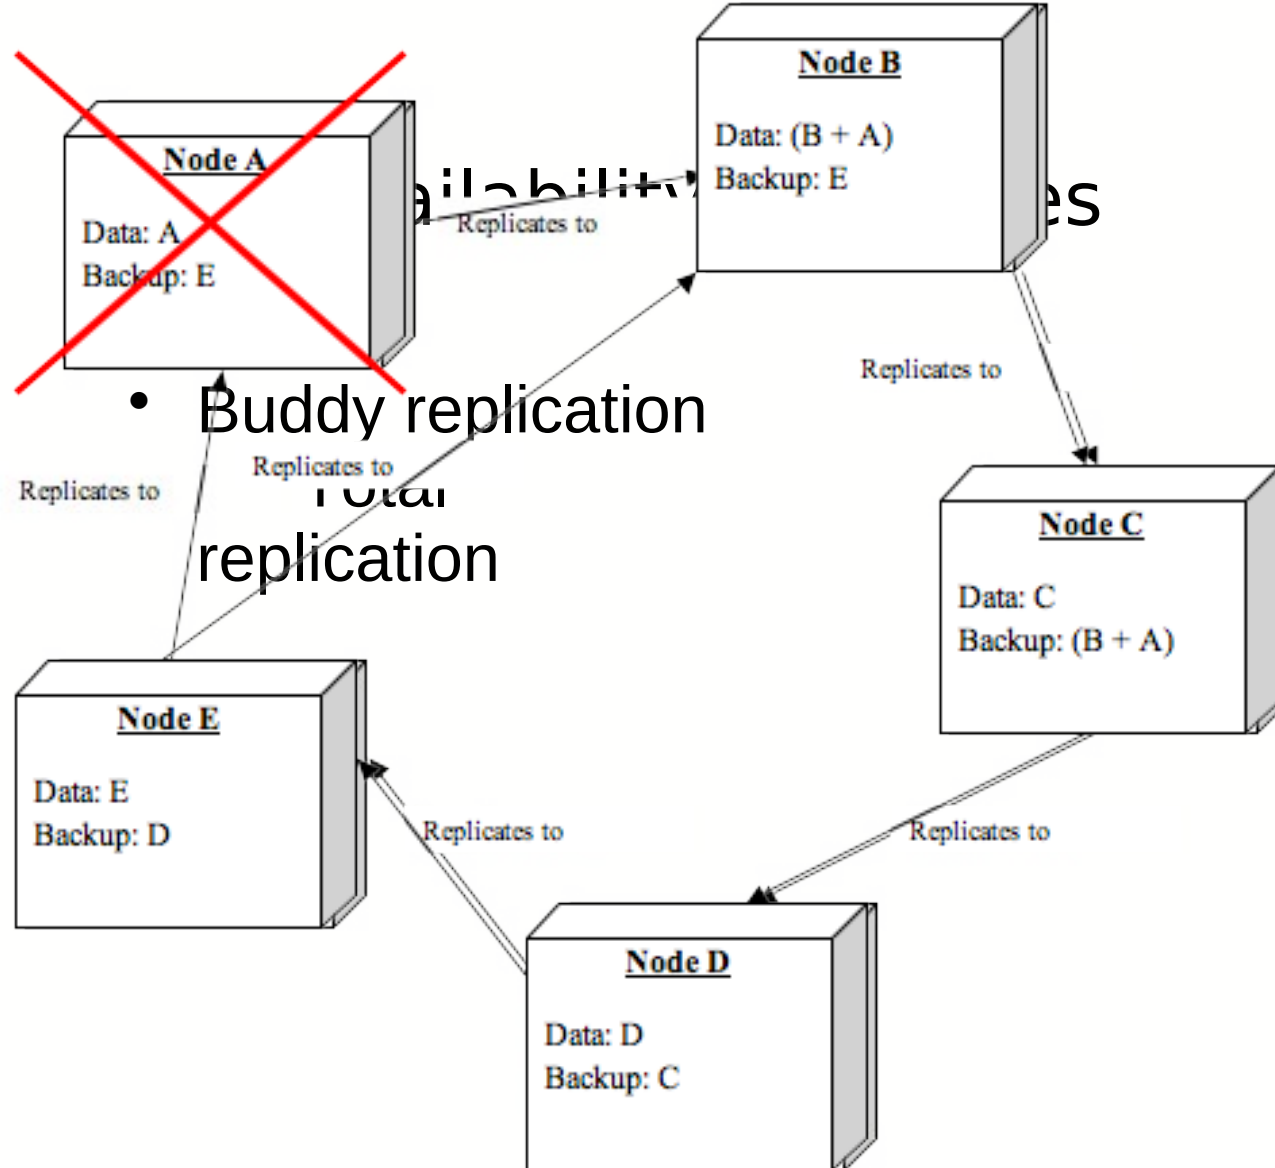 Node B
Data: (B + A)
Backup: E
Node A
Data: A
Backup: E
Replicates to
Replicates to
Buddy replication
Replicates to
Replicates to
Total
replication
Node C
Data: C
Backup: (B + A)
Node E
Data: E
Backup: D
Replicates to
Replicates to
Node D
Data: D
Backup: C